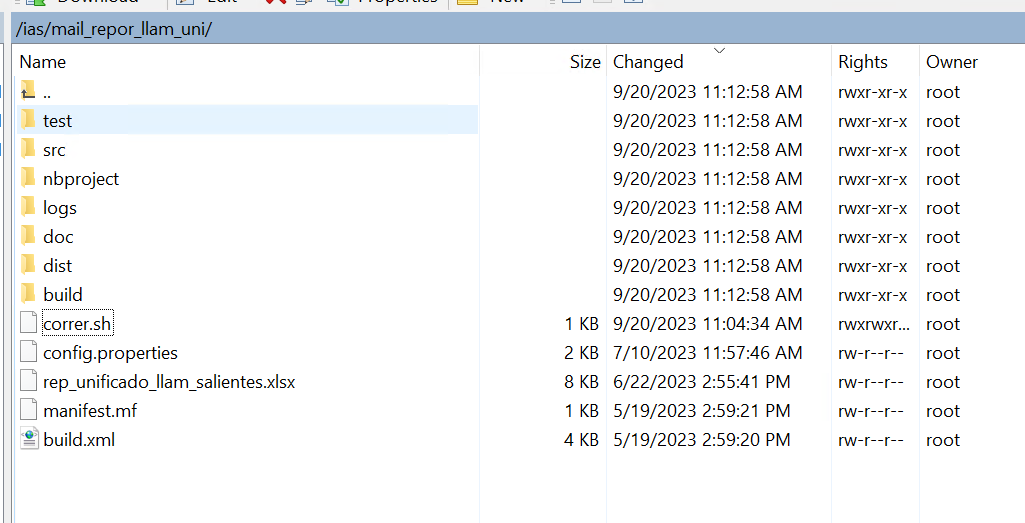 Download Edit Properties New
/ias/mail_repor_llam_uni/
Name Size Changed Rights Owner
.. 9/20/2023 11:12:58 AM rwxr-xr-x root
test 9/20/2023 11:12:58 AM rwxr-xr-x root
src 9/20/2023 11:12:58 AM rwxr-xr-x root
nbproject 9/20/2023 11:12:58 AM rwxr-xr-x root
logs 9/20/2023 11:12:58 AM rwxr-xr-x root
doc 9/20/2023 11:12:58 AM rwxr-xr-x root
dist 9/20/2023 11:12:58 AM rwxr-xr-x root
build 9/20/2023 11:12:58 AM rwxr-xr-x root
correr.sh 1 KB 9/20/2023 11:04:34 AM rwxrwxr... root
config.properties 2 KB 7/10/2023 11:57:46 AM rw-r--r-- root
rep_unificado_llam_salientes.xlsx 8 KB 6/22/2023 2:55:41 PM rw-r--r-- root
manifest.mf 1 KB 5/19/2023 2:59:21 PM rw-r--r-- root
build.xml 4 KB 5/19/2023 2:59:20 PM rw-r--r-- root